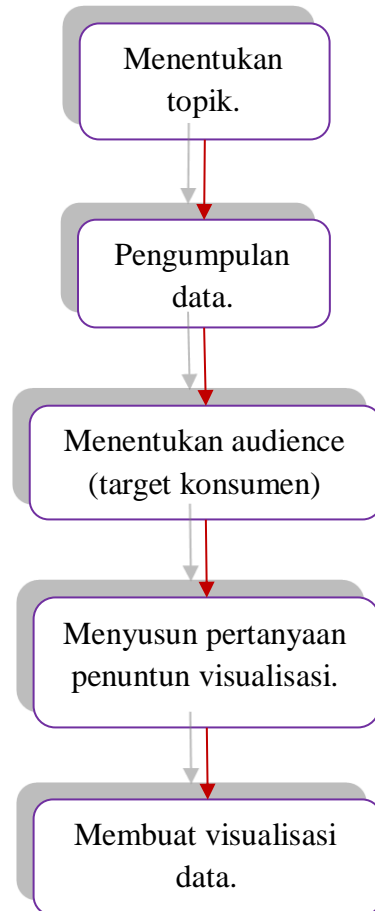 Menentukan
topik.
Pengumpulan
data.
Menentukan audience
(target konsumen)
Menyusun pertanyaan
penuntun visualisasi.
Membuat visualisasi
data.